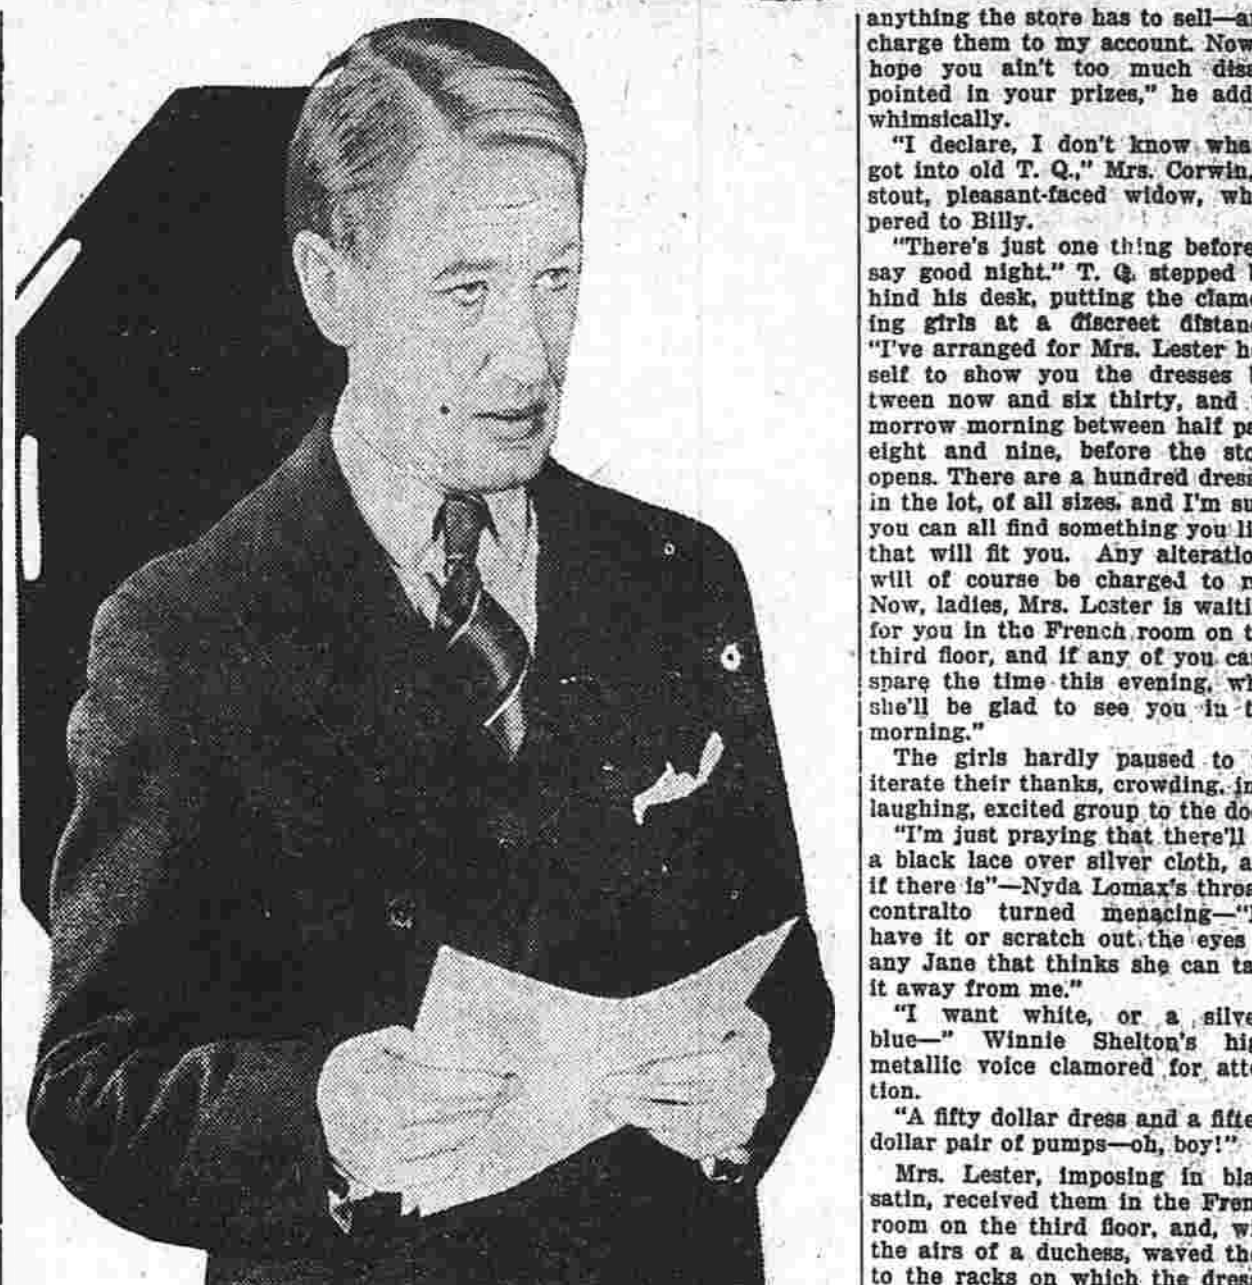 anything the store has to sell—a
charge them to my account. Now
hope you ain't too much dis
pointed in your prizes," he add
whimsically.
"I declare, I don't know wha
got into old T. Q.," Mrs. Corwin,
stout, pleasant-faced widow, wh
pered to Billy.
"There's just one thing before
say good night." T. Q. stepped
hind his desk, putting the clam
ing girls at a discreet distan
"I've arranged for Mrs. Lester h
self to show you the dresses
tween now and six thirty, and
morrow morning between half p
eight and nine, before the sto
opens. There are a hundred dres
in the lot, of all sizes, and I'm su
you can all find something you li
that will fit you. Any alteratio
will of course be charged to
Now, ladies, Mrs. Lester is waiti
for you in the French room on t
third floor, and if any of you ca
spare the time this evening, wh
she'll be glad to see you in t
morning."
The girls hardly paused to
iterate their thanks, crowding, in
laughing, excited group to the do
"I'm just praying that there'll
a black lace over silver cloth, a
if there is"—Nyda Lomax's throa
contralto turned menacing—"I
have it or scratch out the eyes
any Jane that thinks she can ta
it away from me."
"I want white, or a silve
blue—" Winnie Shelton's hig
metallic voice clamored for att
tion.
"A fifty dollar dress and a fifte
dollar pair of pumps—oh, boy!"
Mrs. Lester, imposing in bla
satin, received them in the Fren
room on the third floor, and, w
the airs of a duchess, waved the
to the racks on which the dres